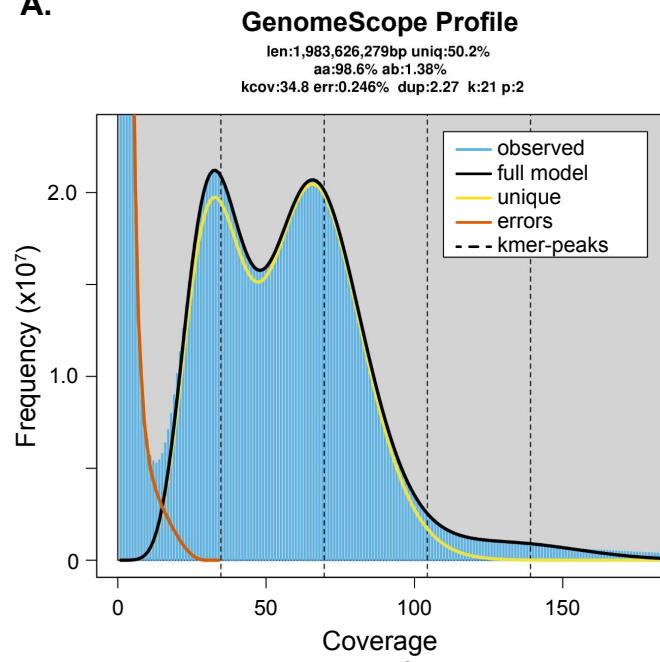 A.
GenomeScope Profile
len:1,983,626,279bp uniq:50.2%
aa:98.6% ab:1.38%
kcov:34.8 err:0.246% dup:2.27 k:21 p:2
observed
full model
unique
errors
kmer-peaks
Frequency (x10⁷)
2.0
1.0
0
0 50 100 150
Coverage